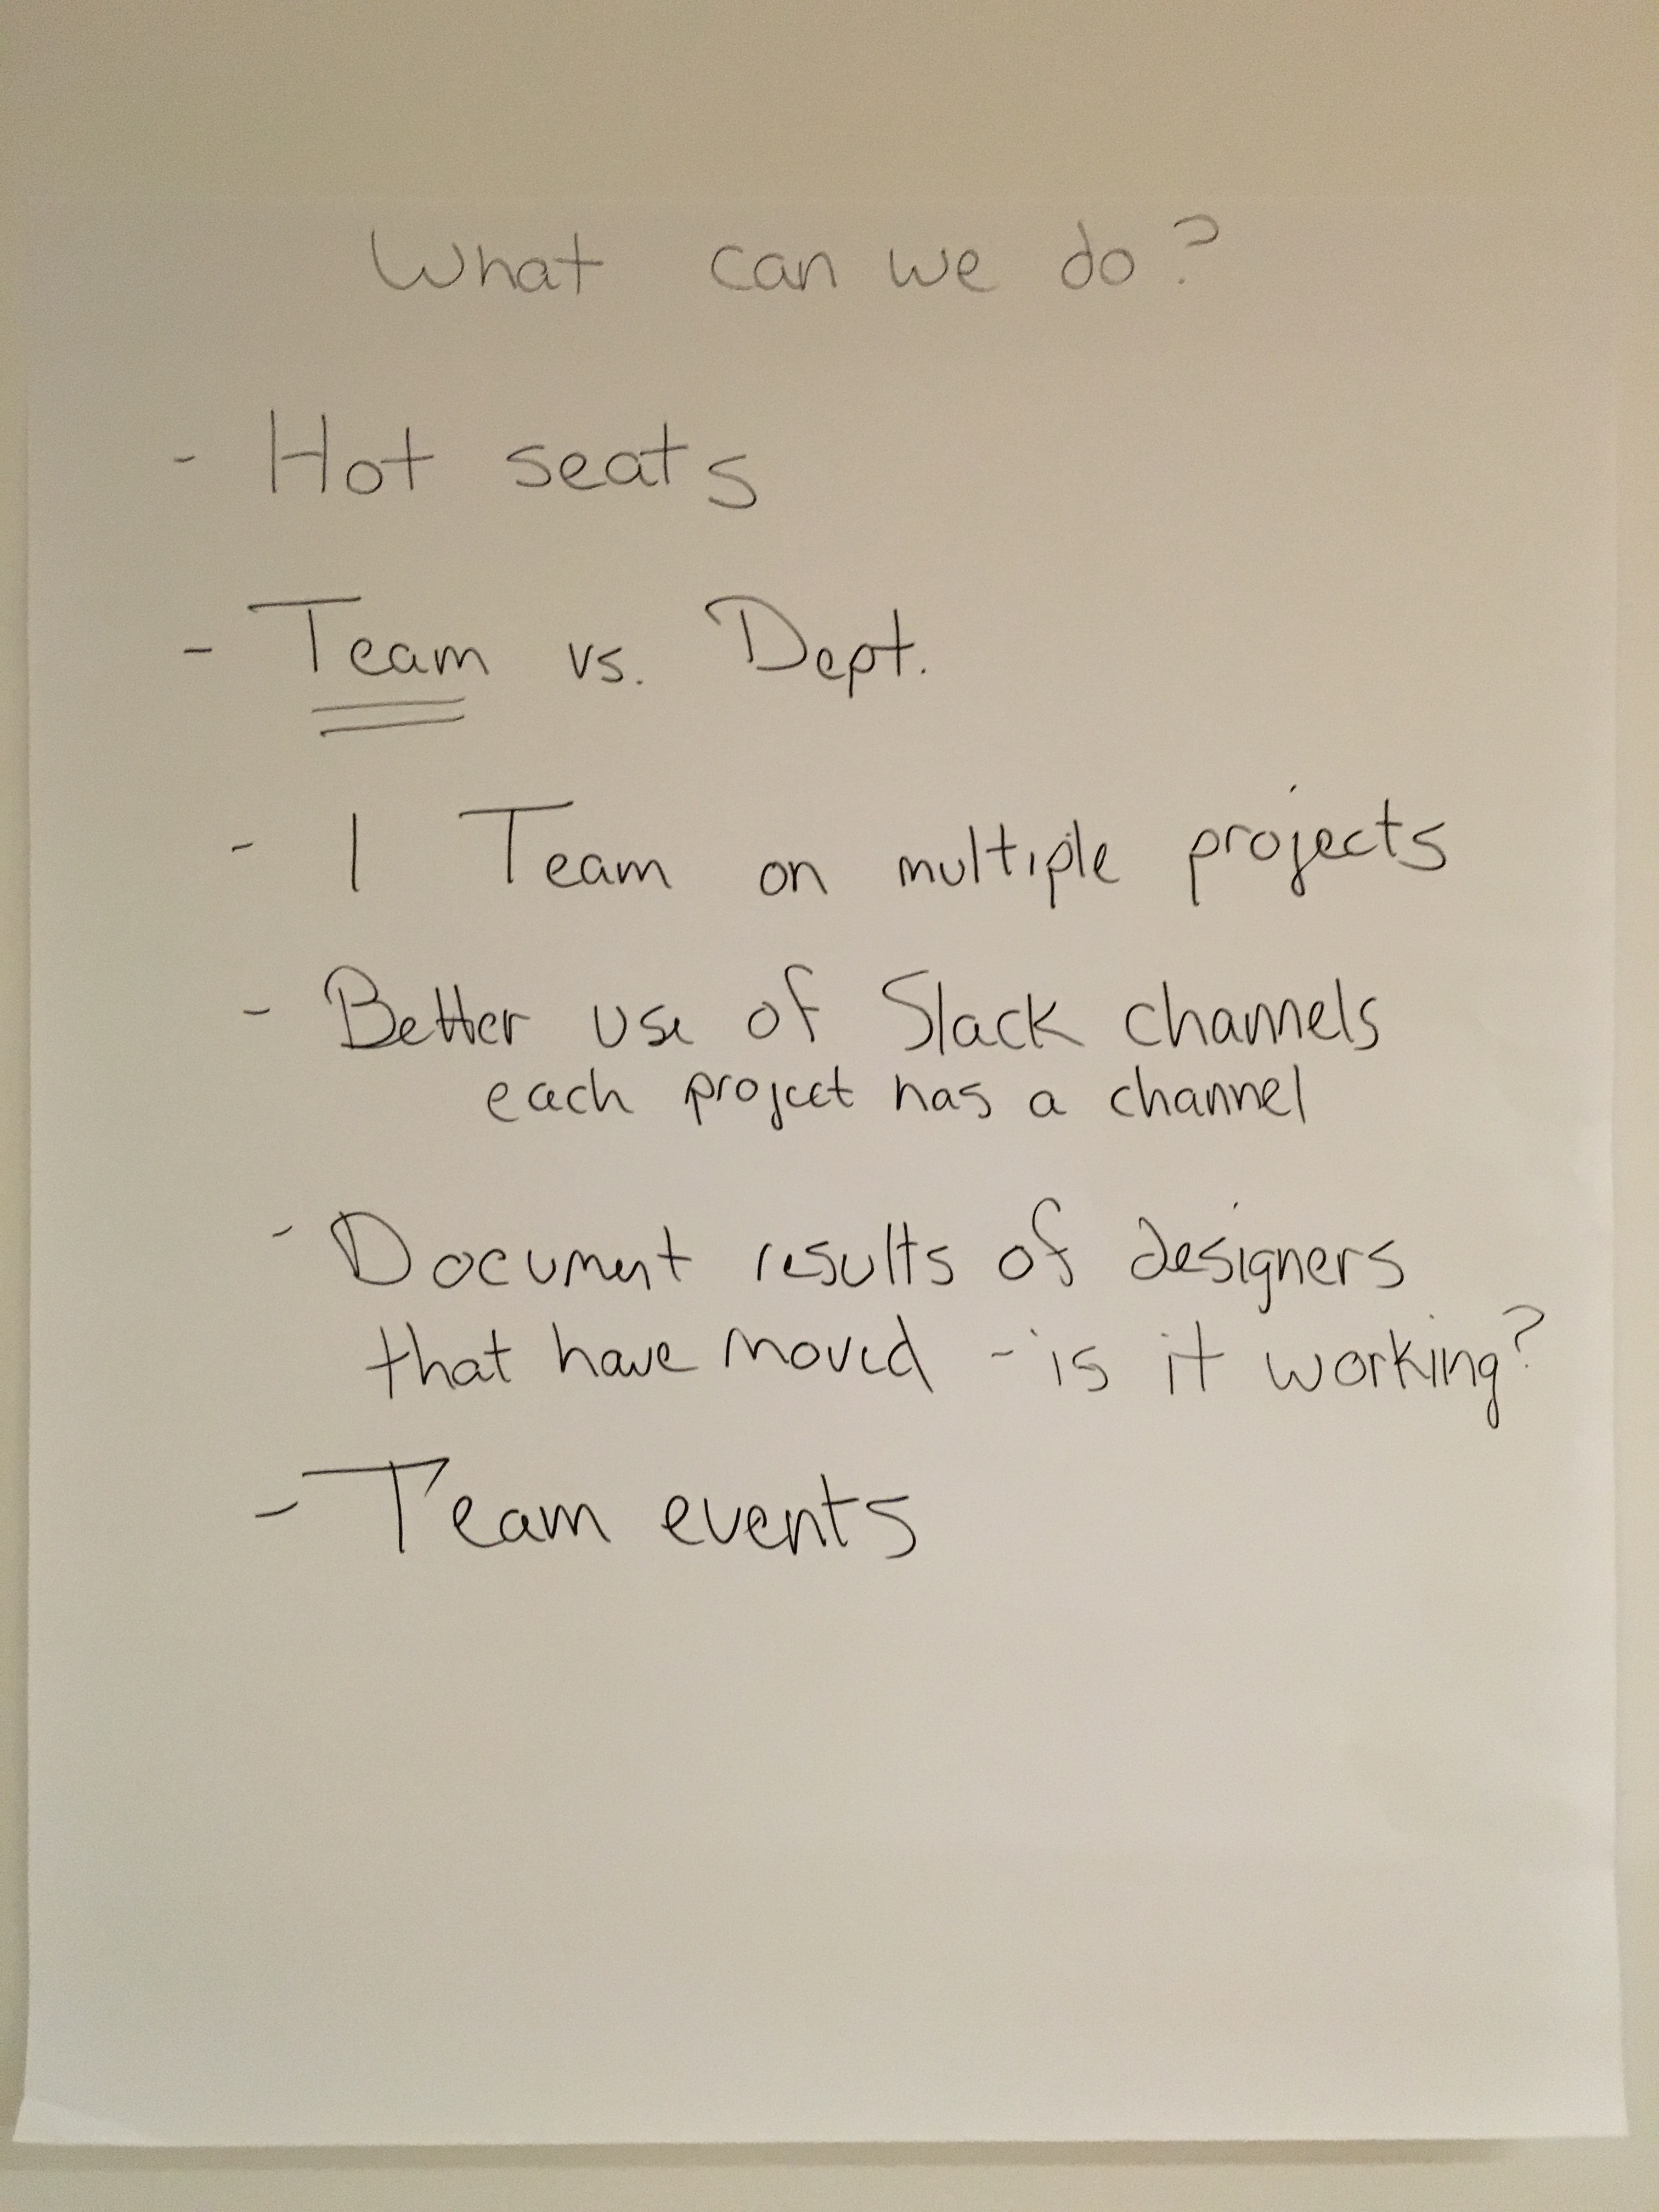 What can we do?
- Hot seats
- Team vs. Dept.
- 1 Team on multiple projects
- Better use of Slack channels
each project has a channel
- Document results of designers
that have moved - is it working?
- Team events